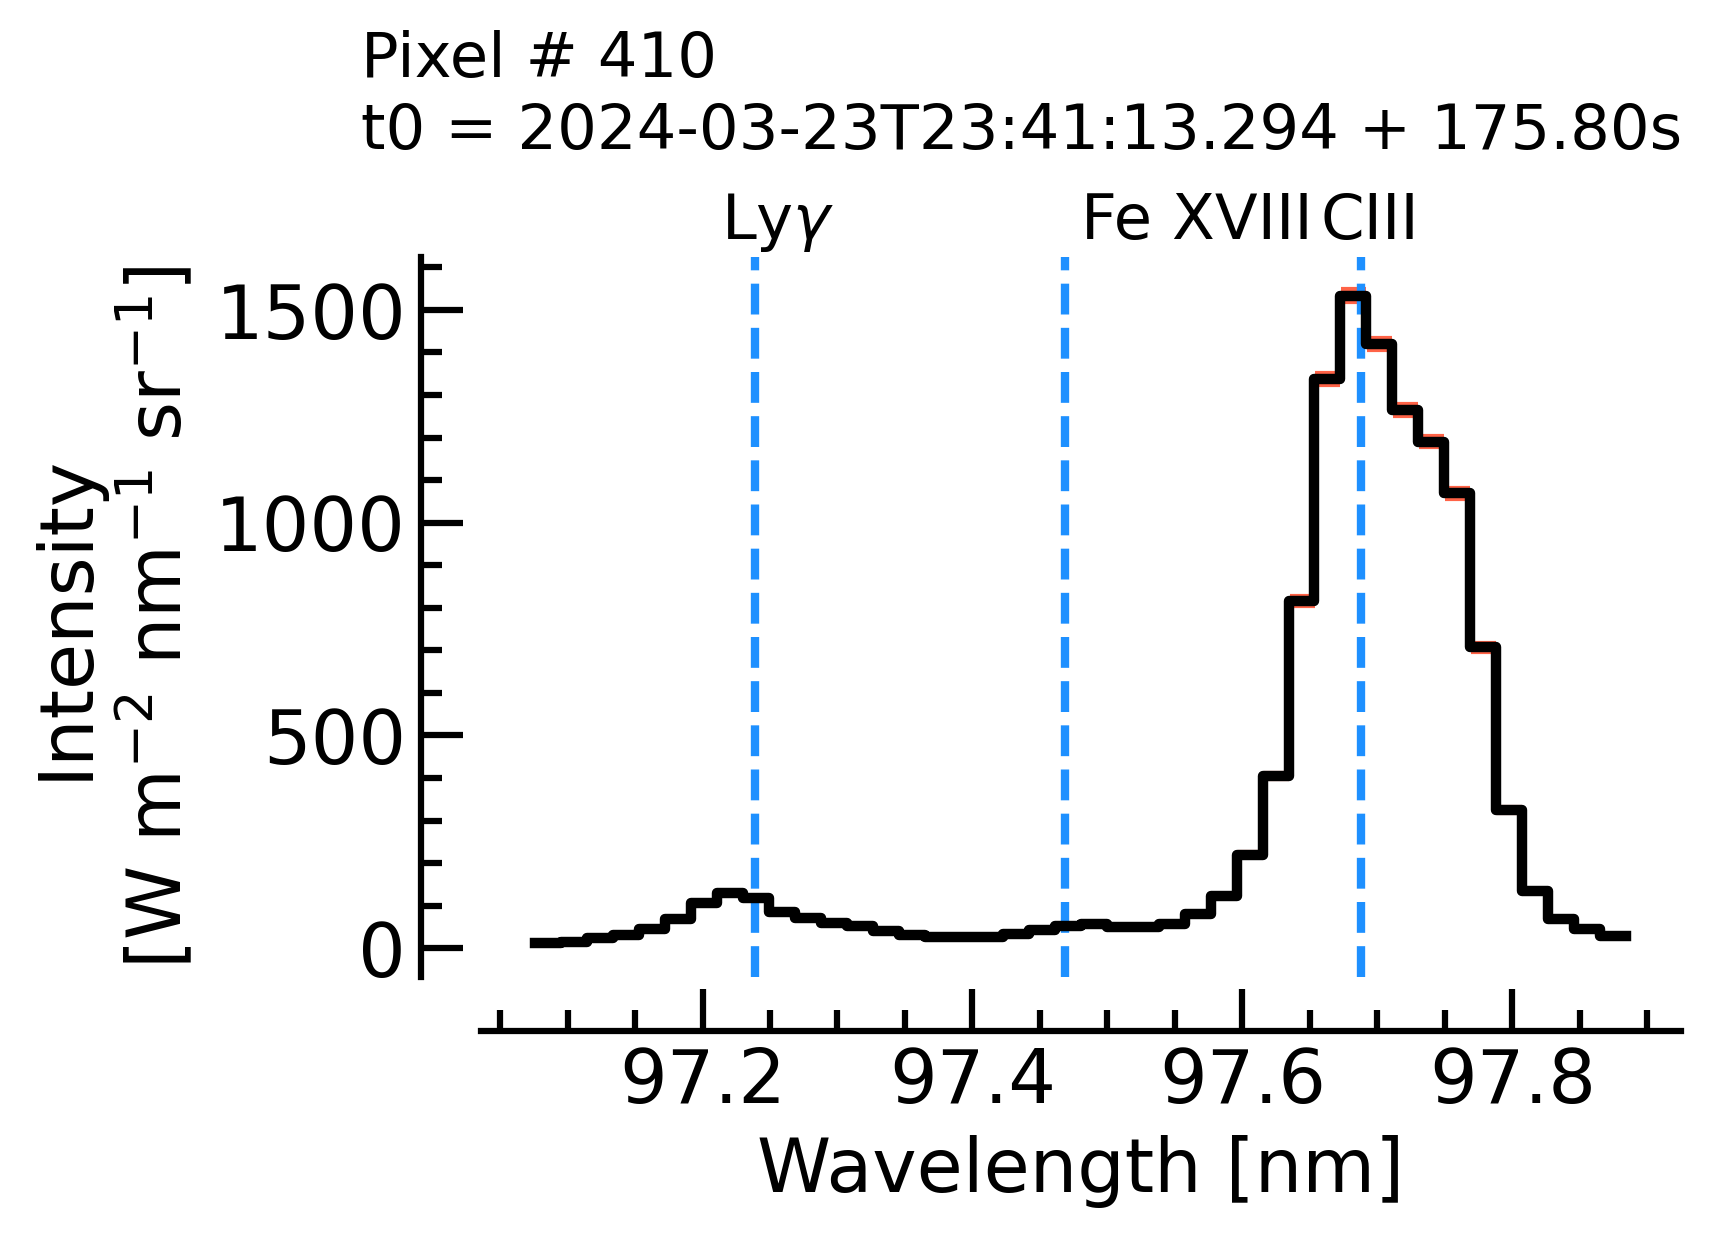 Pixel # 410
t0 = 2024-03-23T23:41:13.294 + 175.80s
Lyγ Fe XVIII CIII
Intensity
[W m⁻² nm⁻¹ sr⁻¹]
1500
1000
500
0
97.2 97.4 97.6 97.8
Wavelength [nm]